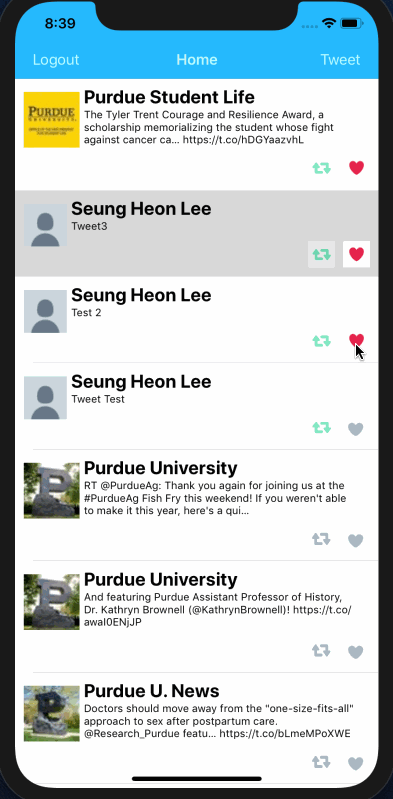 8:39
Logout Home Tweet
PURDUE
UNIVERSITY
Purdue Student Life
The Tyler Trent Courage and Resilience Award, a
scholarship memorializing the student whose fight
against cancer ca... https://t.co/hDGYaazvhL
Seung Heon Lee
Tweet3
Seung Heon Lee
Test 2
Seung Heon Lee
Tweet Test
Purdue University
RT @PurdueAg: Thank you again for joining us at the
#PurdueAg Fish Fry this weekend! If you weren't able
to make it this year, here's a qui...
Purdue University
And featuring Purdue Assistant Professor of History,
Dr. Kathryn Brownell (@KathrynBrownell)! https://t.co/
awaI0ENjJP
Purdue U. News
Doctors should move away from the "one-size-fits-all"
approach to sex after postpartum care.
@Research_Purdue featu... https://t.co/bLmeMPoXWE